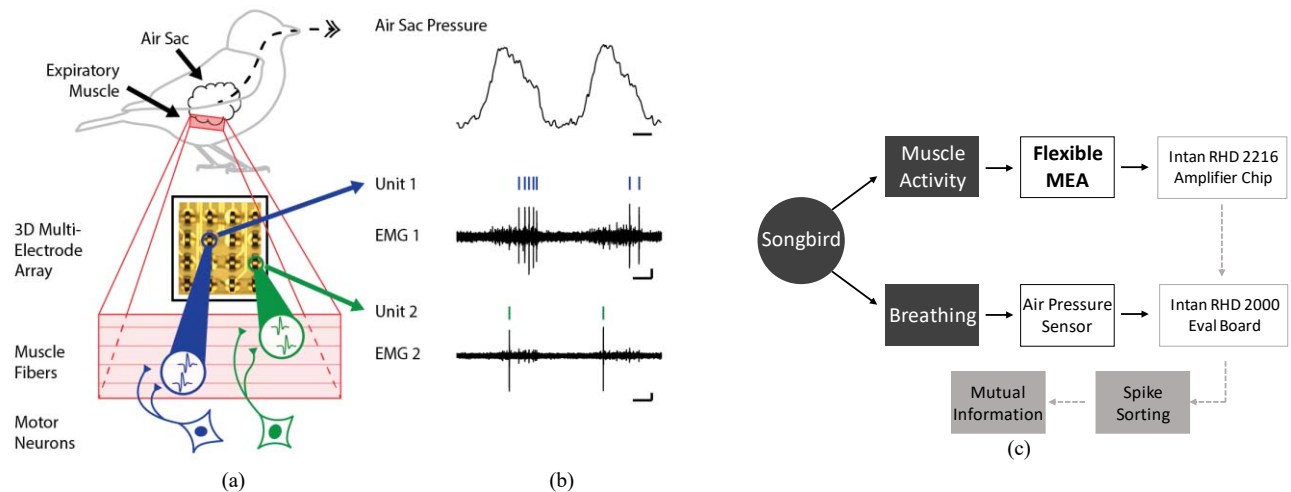 Air Sac
Expiratory
Muscle
3D Multi-
Electrode
Array
Muscle
Fibers
Motor
Neurons
(a)
Air Sac Pressure
Unit 1
EMG 1
Unit 2
EMG 2
(b)
Songbird
Muscle
Activity
Flexible
MEA
Intan RHD 2216
Amplifier Chip
Breathing
Air Pressure
Sensor
Intan RHD 2000
Eval Board
Mutual
Information
Spike
Sorting
(c)